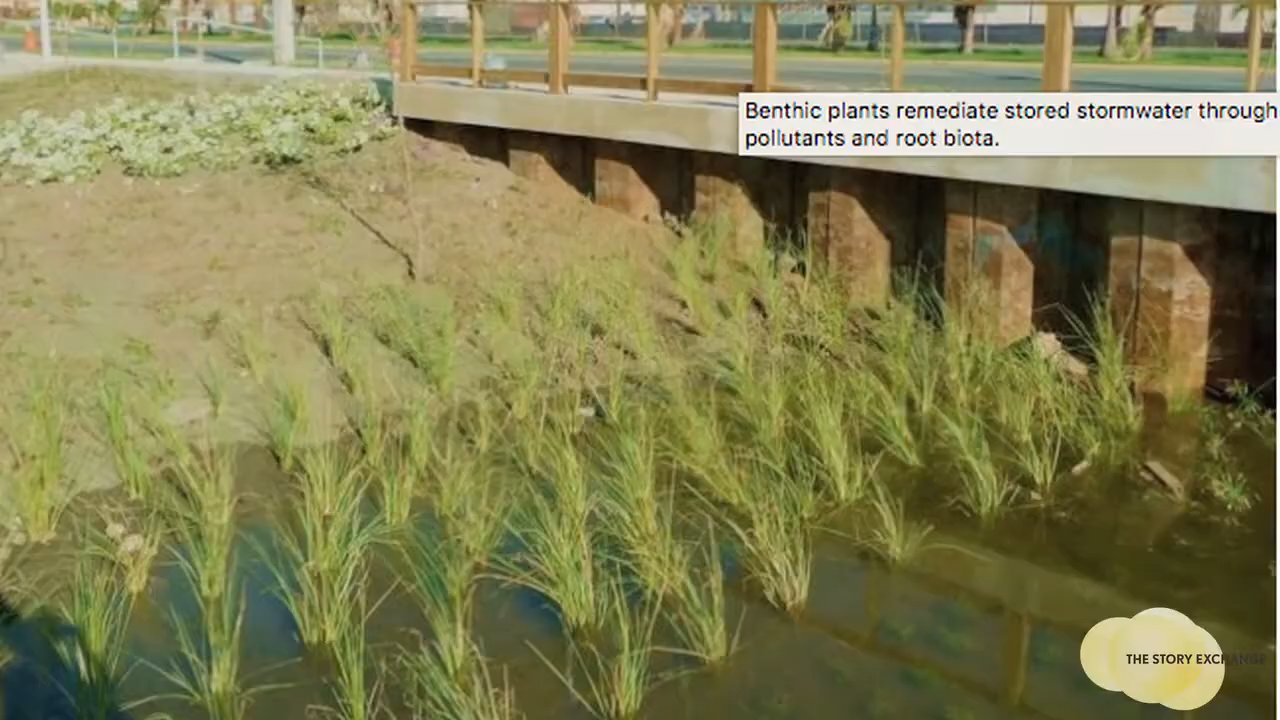 Benthic plants remediate stored stormwater through
pollutants and root biota.
THE STORY EXCHANGE